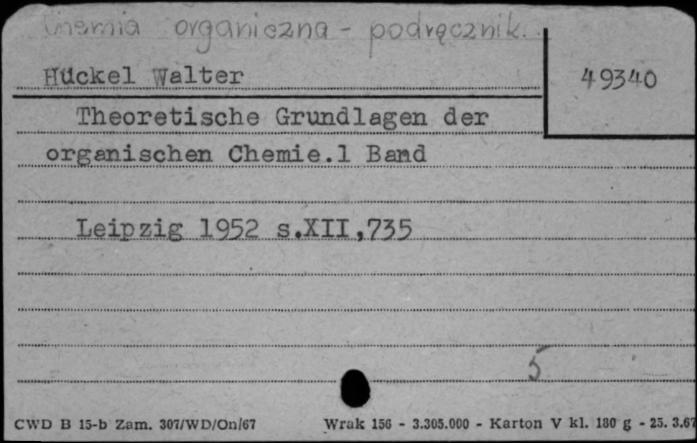 Chemia organiczna - podręcznik.
Hückel Walter
49340
Theoretische Grundlagen der
organischen Chemie.1 Band
Leipzig 1952 s.XII,735
5
CWD B 15-b Zam. 307/WD/On/67
Wrak 156 - 3.305.000 - Karton V kl. 180 g - 25. 3.67